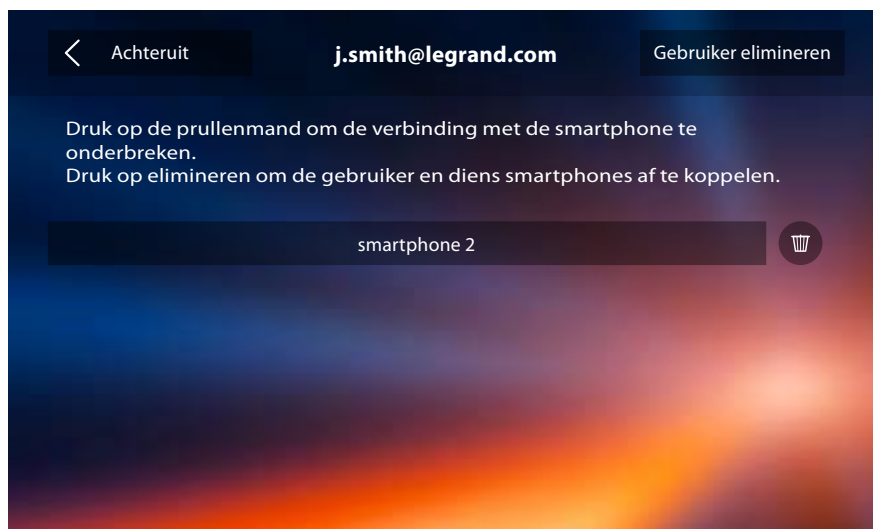 Achteruit
j.smith@legrand.com
Gebruiker elimineren
Druk op de prullenmand om de verbinding met de smartphone te
onderbreken.
Druk op elimineren om de gebruiker en diens smartphones af te koppelen.
smartphone 2